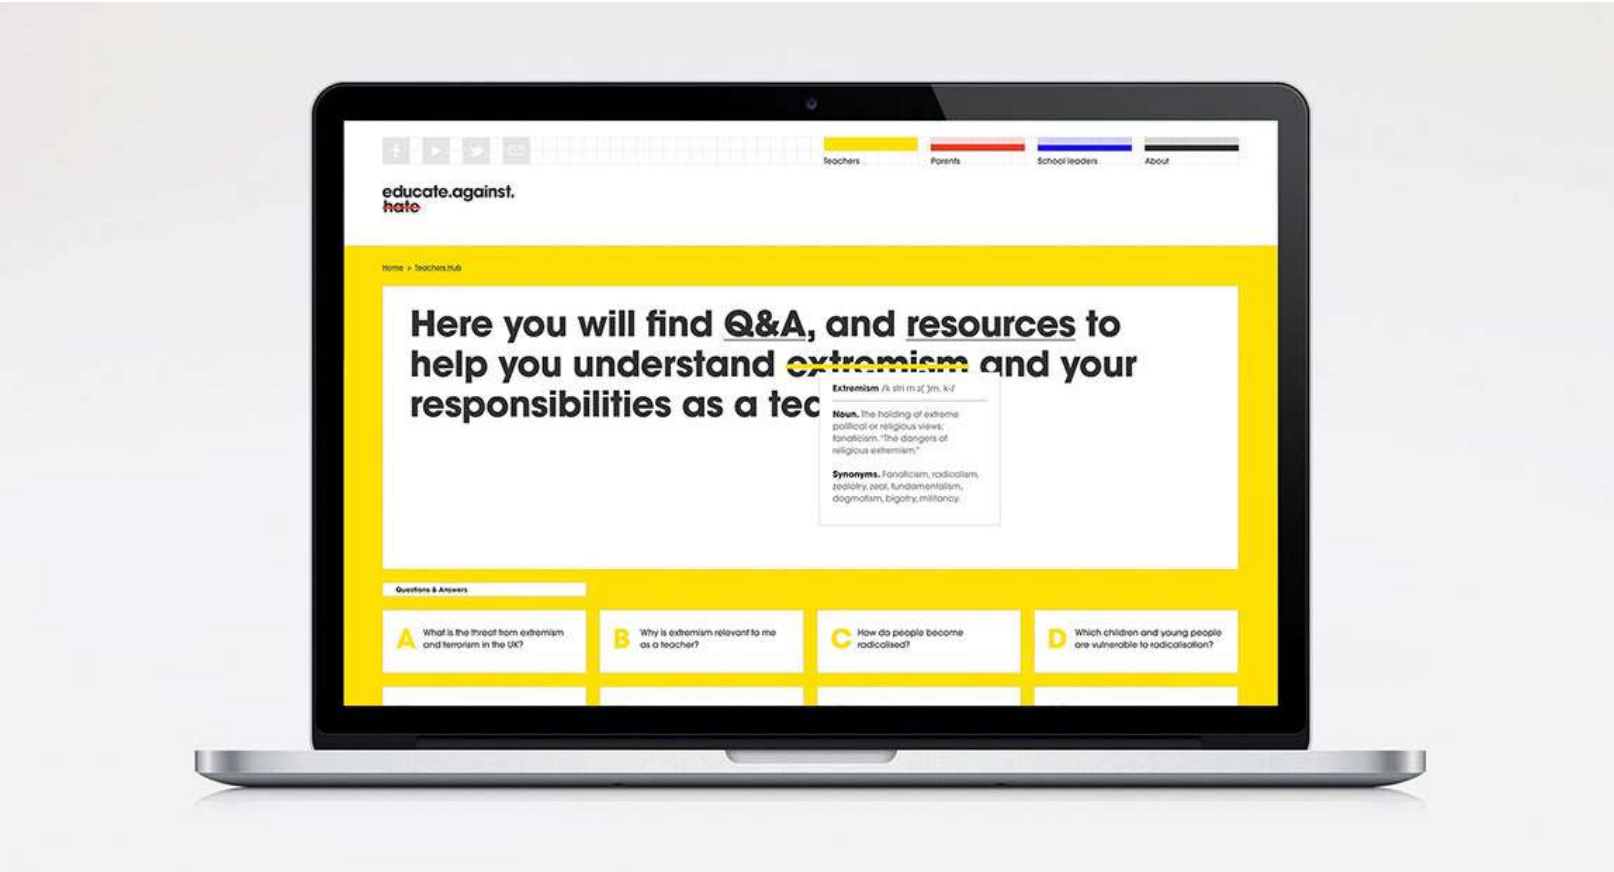 Teachers
Parents
School leaders
About
educate.against.
hate
Home > Teachers Hub
Here you will find Q&A, and resources to
help you understand extremism and your
responsibilities as a tea
Extremism
Noun. The holding of extreme
political or religious views;
fanaticism. "The dangers of
religious extremism."
Synonyms. Fanaticism, radicalism,
zealotry, zeal, fundamentalism,
dogmatism, bigotry, militancy.
Questions & Answers
A What is the threat from extremism
and terrorism in the UK?
B Why is extremism relevant to me
as a teacher?
C How do people become
radicalised?
D Which children and young people
are vulnerable to radicalisation?